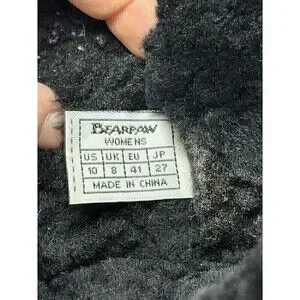 BEARPAW
WOMENS
US UK EU JP
10 8 41 27
MADE IN CHINA